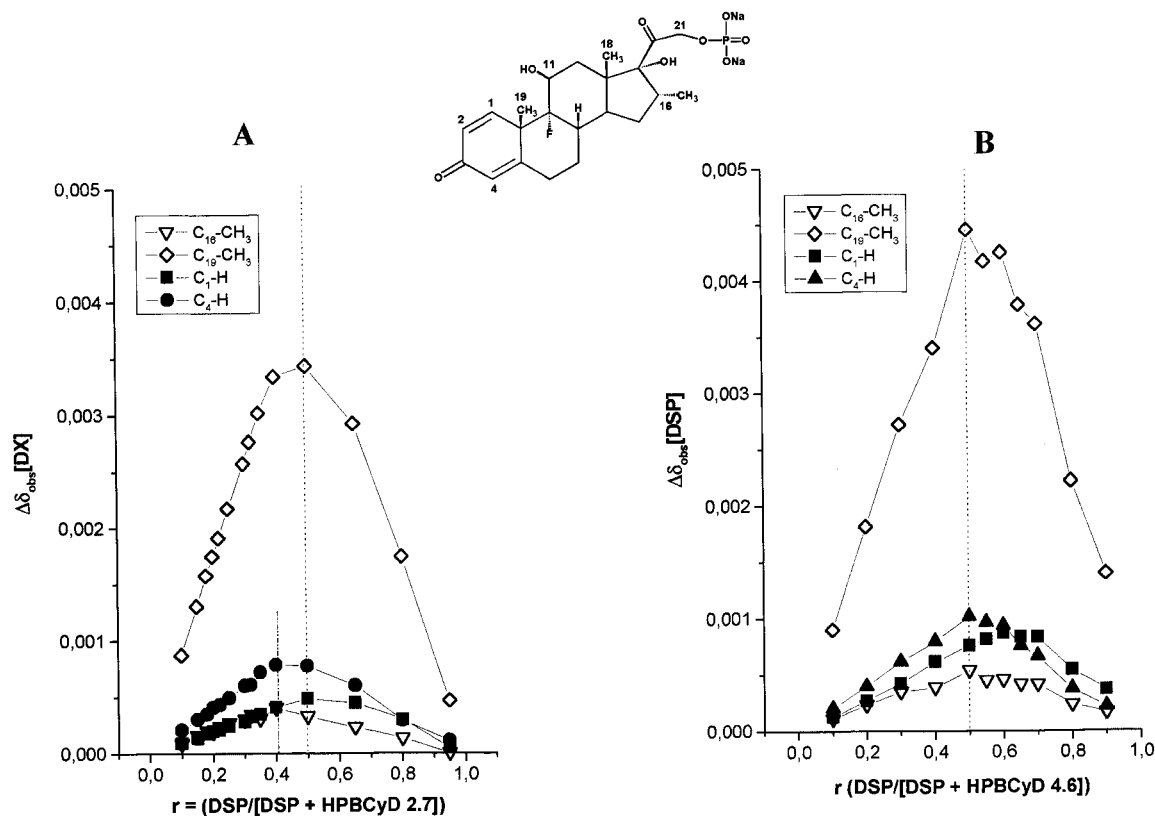 ONa
O 21 O—P=O
ONa
18
CH₃
11
HO
OH
19
CH₃
H
16
CH₃
1
2
F
O
4
A
0,005
0,004
0,003
0,002
0,001
0,000
Δδobs[DX]
C₁₆-CH₃
C₁₉-CH₃
C₁-H
C₄-H
0,0 0,2 0,4 0,6 0,8 1,0
r = (DSP/[DSP + HPBCyD 2.7])
B
0,005
0,004
0,003
0,002
0,001
0,000
Δδobs[DSP]
C₁₆-CH₃
C₁₉-CH₃
C₁-H
C₄-H
0,0 0,2 0,4 0,6 0,8 1,0
r (DSP/[DSP + HPBCyD 4.6])